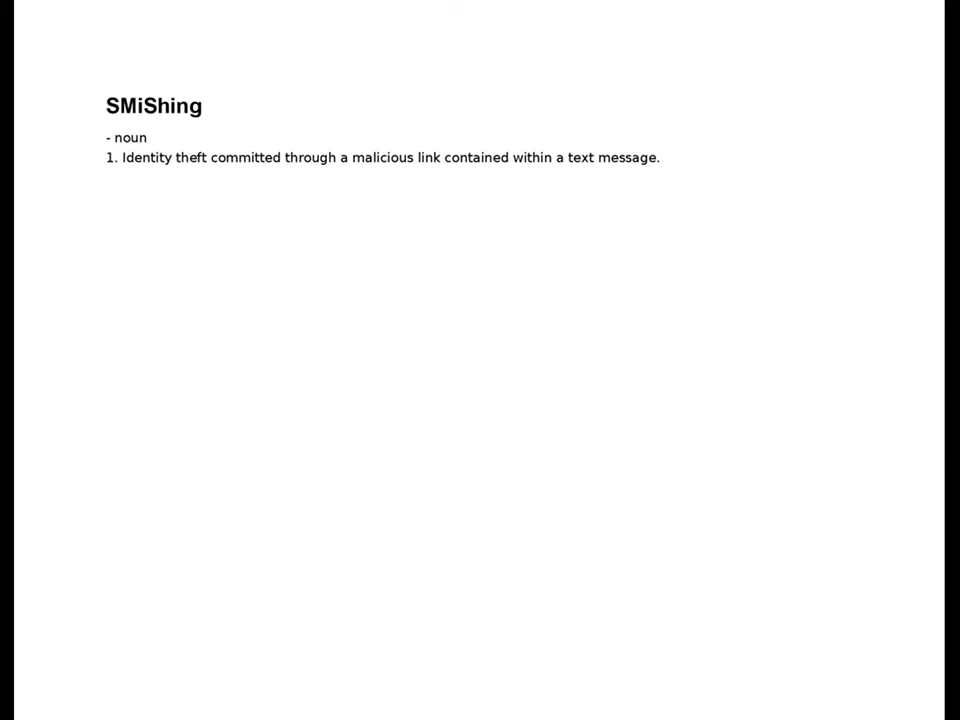 SMiShing
- noun
1. Identity theft committed through a malicious link contained within a text message.